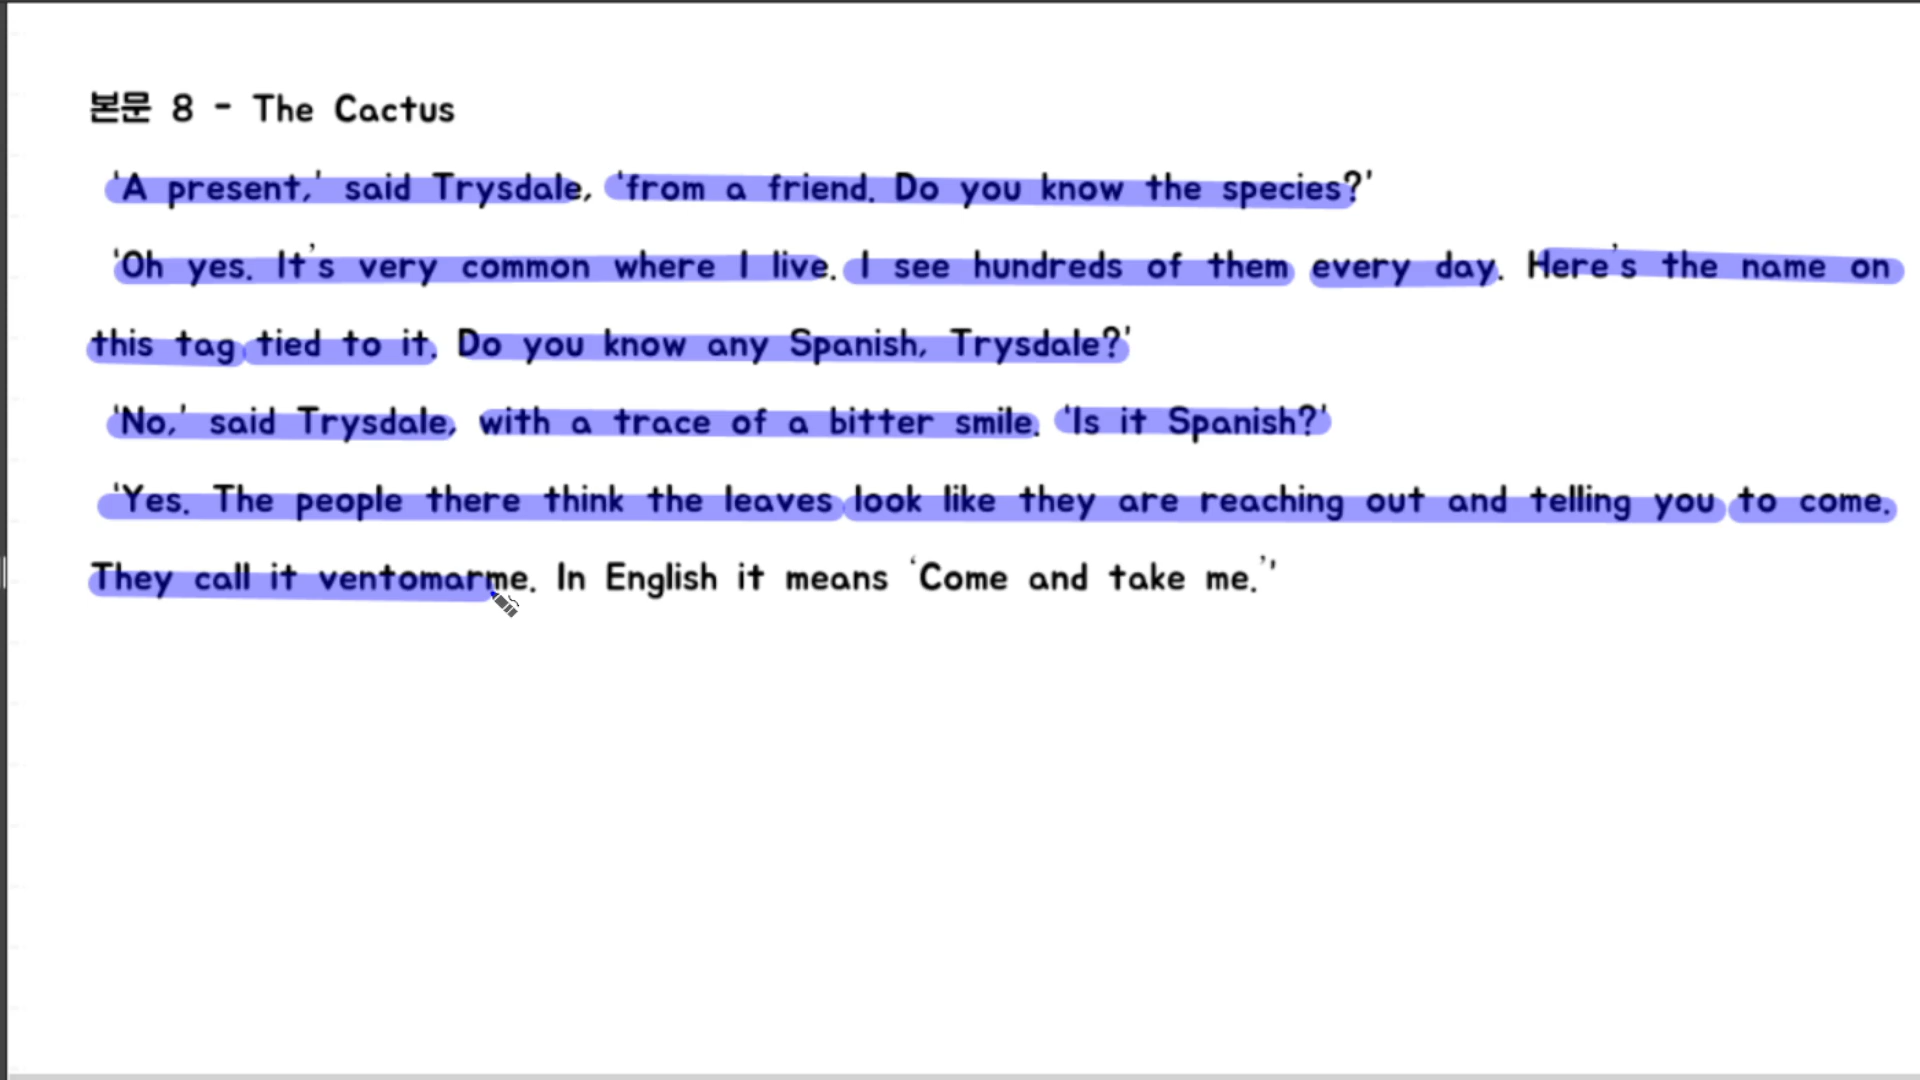 본문 8 - The Cactus
‘A present,’ said Trysdale, ‘from a friend. Do you know the species?’
‘Oh yes. It’s very common where I live. I see hundreds of them every day. Here’s the name on
this tag tied to it. Do you know any Spanish, Trysdale?’
‘No,’ said Trysdale, with a trace of a bitter smile. ‘Is it Spanish?’
‘Yes. The people there think the leaves look like they are reaching out and telling you to come.
They call it ventomarme. In English it means ‘Come and take me.’’